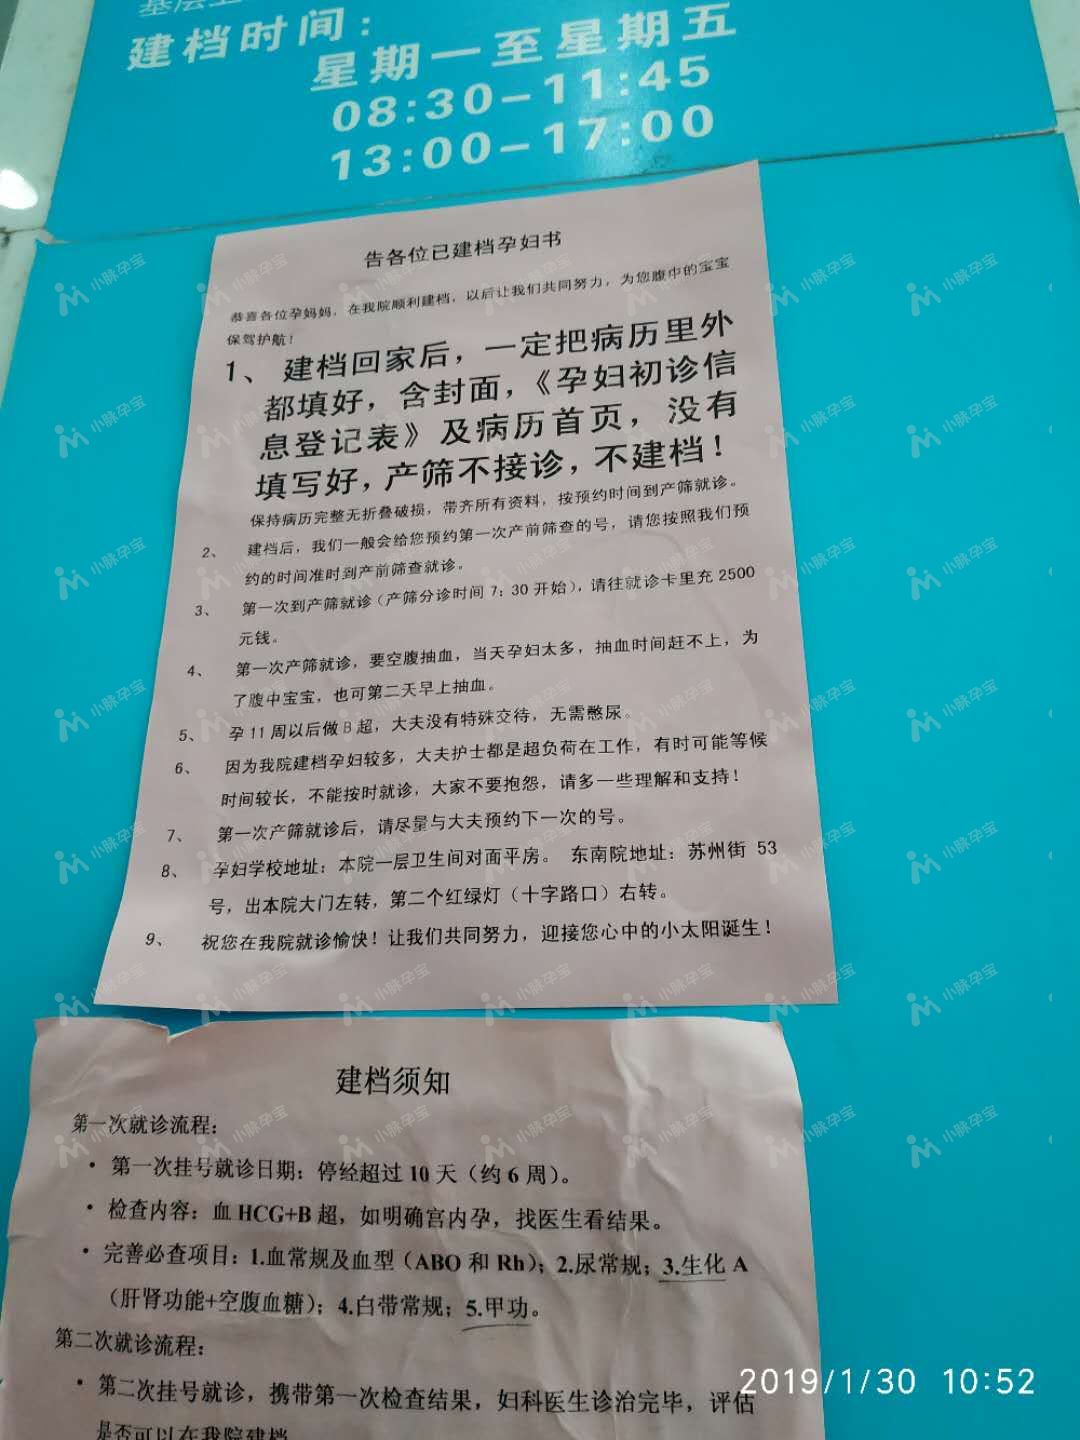 建档时间：
星期一至星期五
08:30-11:45
13:00-17:00
告各位已建档孕妇书
恭喜各位孕妈妈，在我院顺利建档，以后让我们共同努力，为您腹中的宝宝
保驾护航！
1、 建档回家后，一定把病历里外
都填好，含封面，《孕妇初诊信
息登记表》及病历首页，没有
填写好，产筛不接诊，不建档！
保持病历完整无折叠破损，带齐所有资料，按预约时间到产筛就诊。
2、 建档后，我们一般会给您预约第一次产前筛查的号，请您按照我们预
约的时间准时到产前筛查就诊。
3、 第一次到产筛就诊（产筛分诊时间 7：30 开始），请往就诊卡里充 2500
元钱。
4、 第一次产筛就诊，要空腹抽血，当天孕妇太多，抽血时间赶不上，为
了腹中宝宝，也可第二天早上抽血。
5、 孕 11 周以后做 B 超，大夫没有特殊交待，无需憋尿。
6、 因为我院建档孕妇较多，大夫护士都是超负荷在工作，有时可能等候
时间较长，不能按时就诊，大家不要抱怨，请多一些理解和支持！
7、 第一次产筛就诊后，请尽量与大夫预约下一次的号。
8、 孕妇学校地址：本院一层卫生间对面平房。 东南院地址：苏州街 53
号，出本院大门左转，第二个红绿灯（十字路口）右转。
9、 祝您在我院就诊愉快！让我们共同努力，迎接您心中的小太阳诞生！
建档须知
第一次就诊流程：
• 第一次挂号就诊日期：停经超过 10 天（约 6 周）。
• 检查内容：血 HCG+B 超，如明确宫内孕，找医生看结果。
• 完善必查项目：1.血常规及血型（ABO 和 Rh）；2.尿常规；3.生化 A
（肝肾功能+空腹血糖）；4.白带常规；5.甲功。
第二次就诊流程：
• 第二次挂号就诊，携带第一次检查结果，妇科医生诊治完毕，评估
是否可以在我院建档
2019/1/30 10:52
小脉孕宝